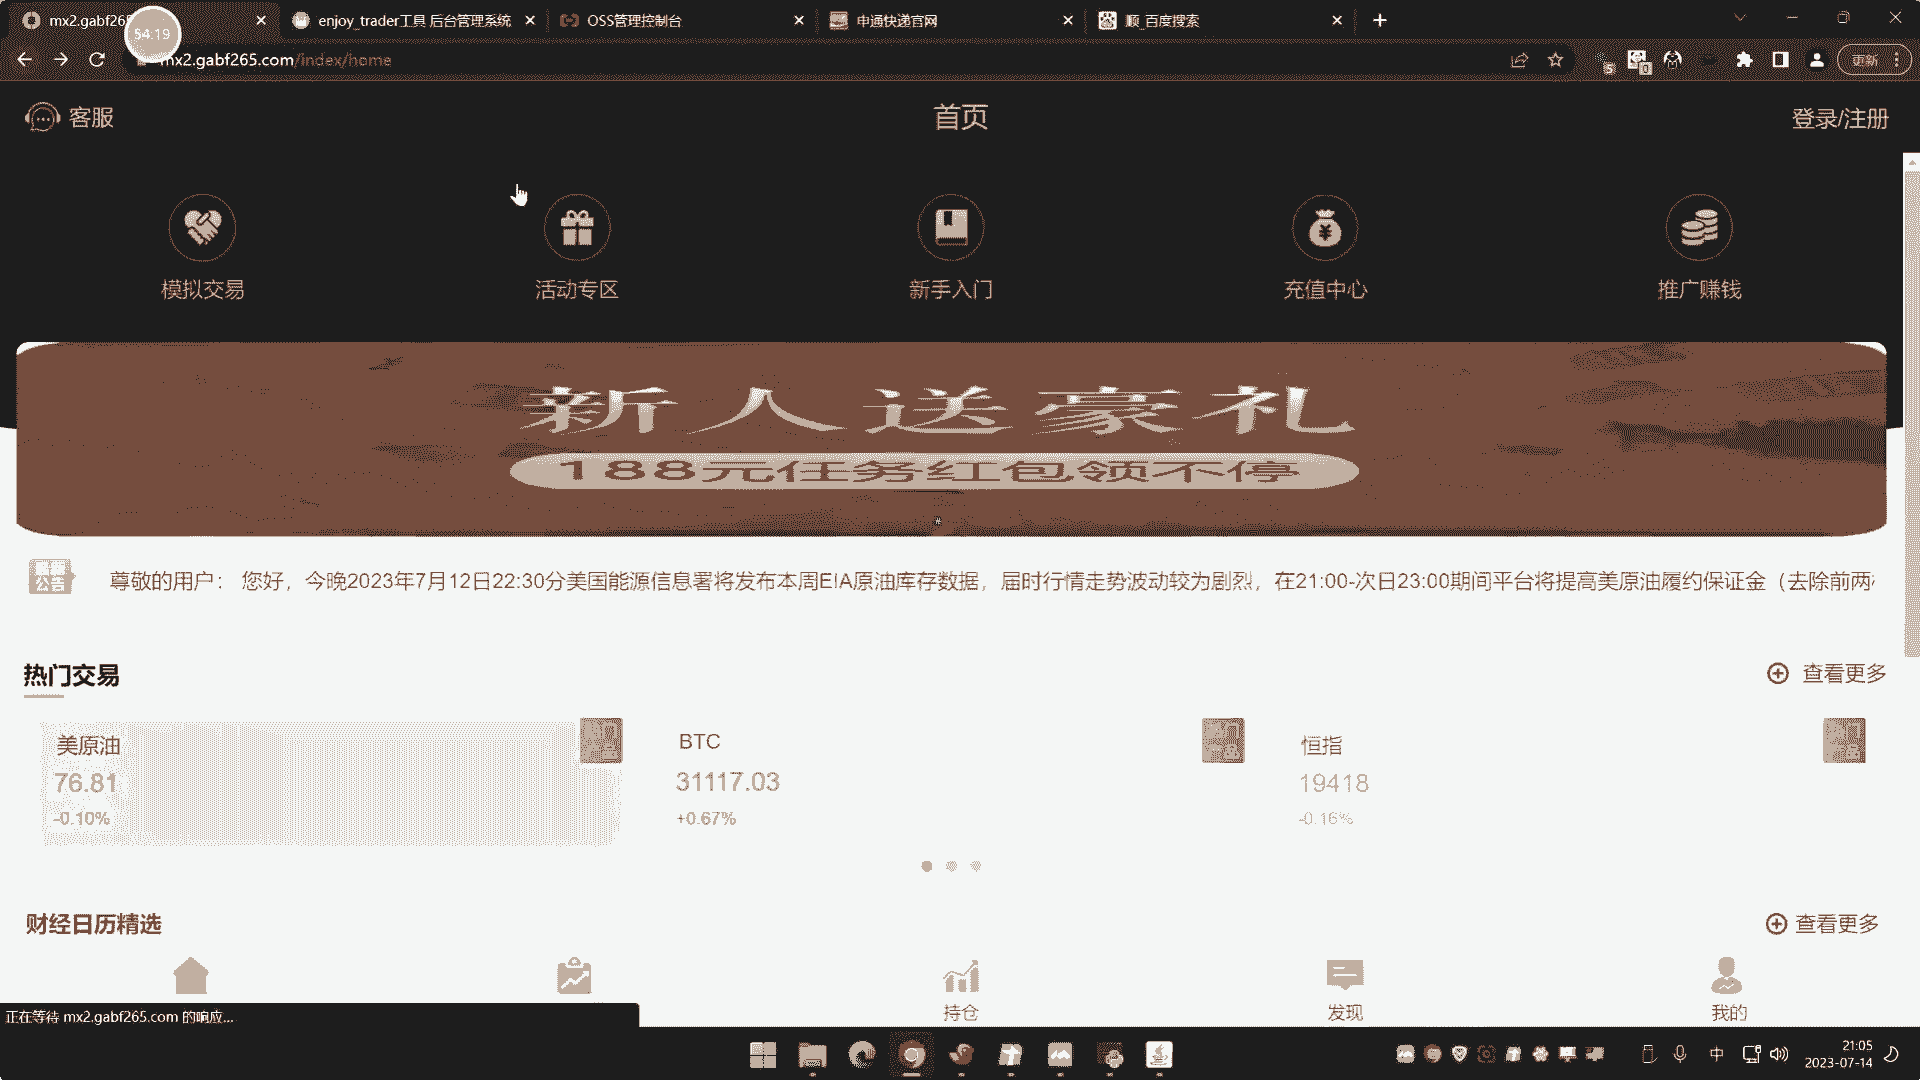 mx2.gabf265
enjoy_trader工具 后台管理系统
OSS管理控制台
申通快递官网
顺_百度搜索
54:19
mx2.gabf265.com/index/home
5
0
更新
客服
首页
登录/注册
模拟交易
活动专区
新手入门
充值中心
推广赚钱
新人送豪礼
188元任务红包领不停
公告
尊敬的用户： 您好，今晚2023年7月12日22:30分美国能源信息署将发布本周EIA原油库存数据，届时行情走势波动较为剧烈，在21:00-次日23:00期间平台将提高美原油履约保证金（去除前两
热门交易
查看更多
美原油
76.81
-0.10%
BTC
31117.03
+0.67%
恒指
19418
-0.16%
财经日历精选
查看更多
持仓
发现
我的
正在等待 mx2.gabf265.com 的响应...
中
21:05
2023-07-14